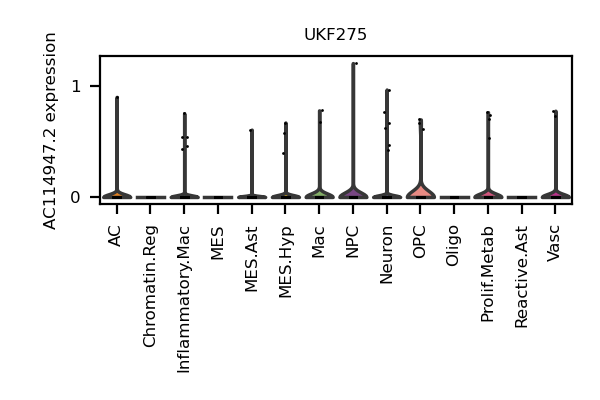 UKF275
AC114947.2 expression
1
0
AC
Chromatin.Reg
Inflammatory.Mac
MES
MES.Ast
MES.Hyp
Mac
NPC
Neuron
OPC
Oligo
Prolif.Metab
Reactive.Ast
Vasc